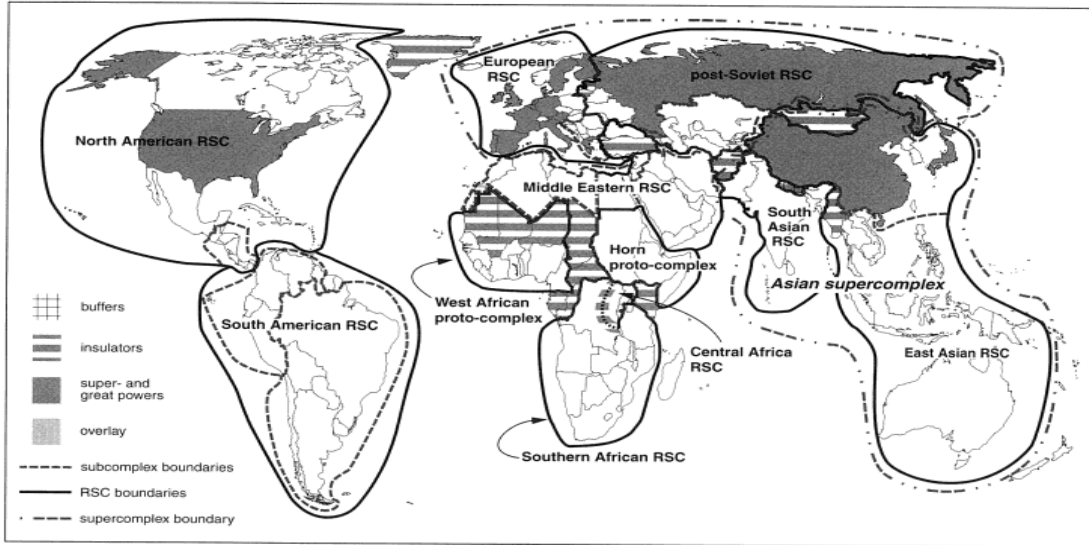 European
RSC
post-Soviet RSC
North American RSC
Middle Eastern RSC
South
Asian
RSC
Horn
proto-complex
Asian supercomplex
West African
proto-complex
South American RSC
Central Africa
RSC
East Asian RSC
Southern African RSC
buffers
insulators
super- and
great powers
overlay
subcomplex boundaries
RSC boundaries
supercomplex boundary